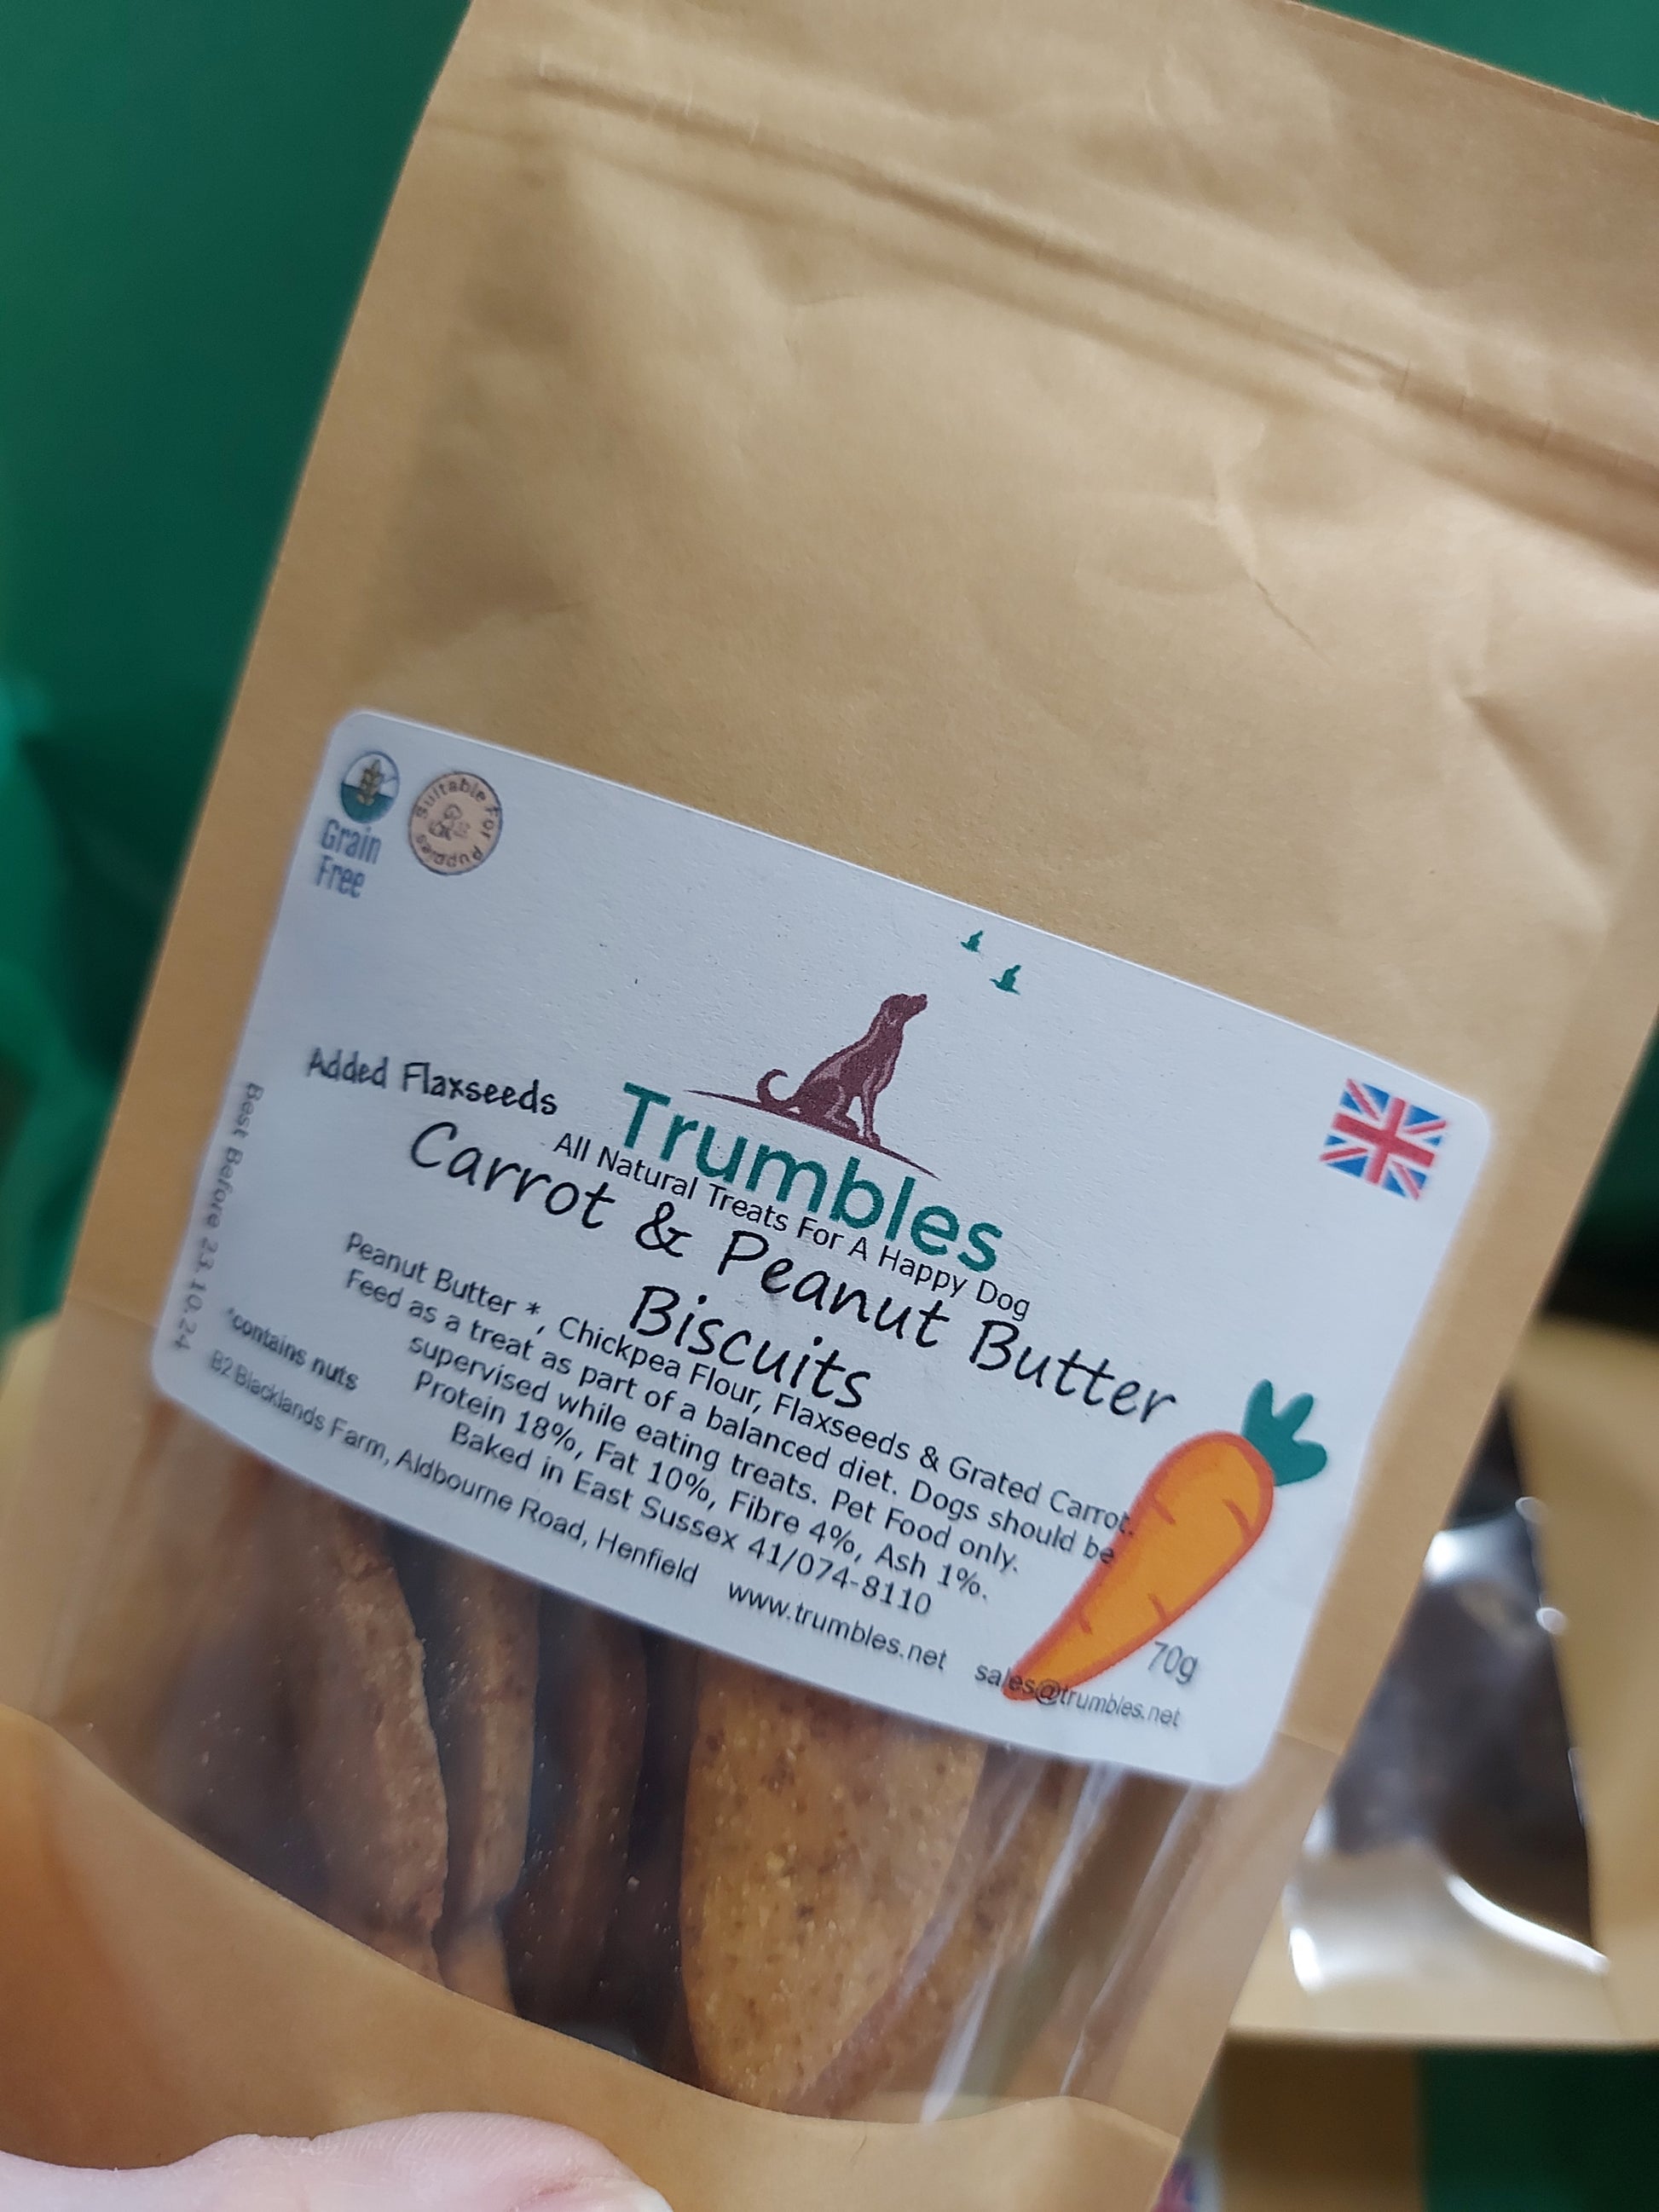 Grain
Free
Suitable For Puppies
Added Flaxseeds
Trumbles
All Natural Treats For A Happy Dog
Carrot & Peanut Butter
Biscuits
Peanut Butter *, Chickpea Flour, Flaxseeds & Grated Carrot.
Feed as a treat as part of a balanced diet. Dogs should be
supervised while eating treats. Pet Food only.
Protein 18%, Fat 10%, Fibre 4%, Ash 1%.
Baked in East Sussex 41/074-8110
*contains nuts
70g
B2 Blacklands Farm, Aldbourne Road, Henfield www.trumbles.net sales@trumbles.net
Best Before 23.10.24